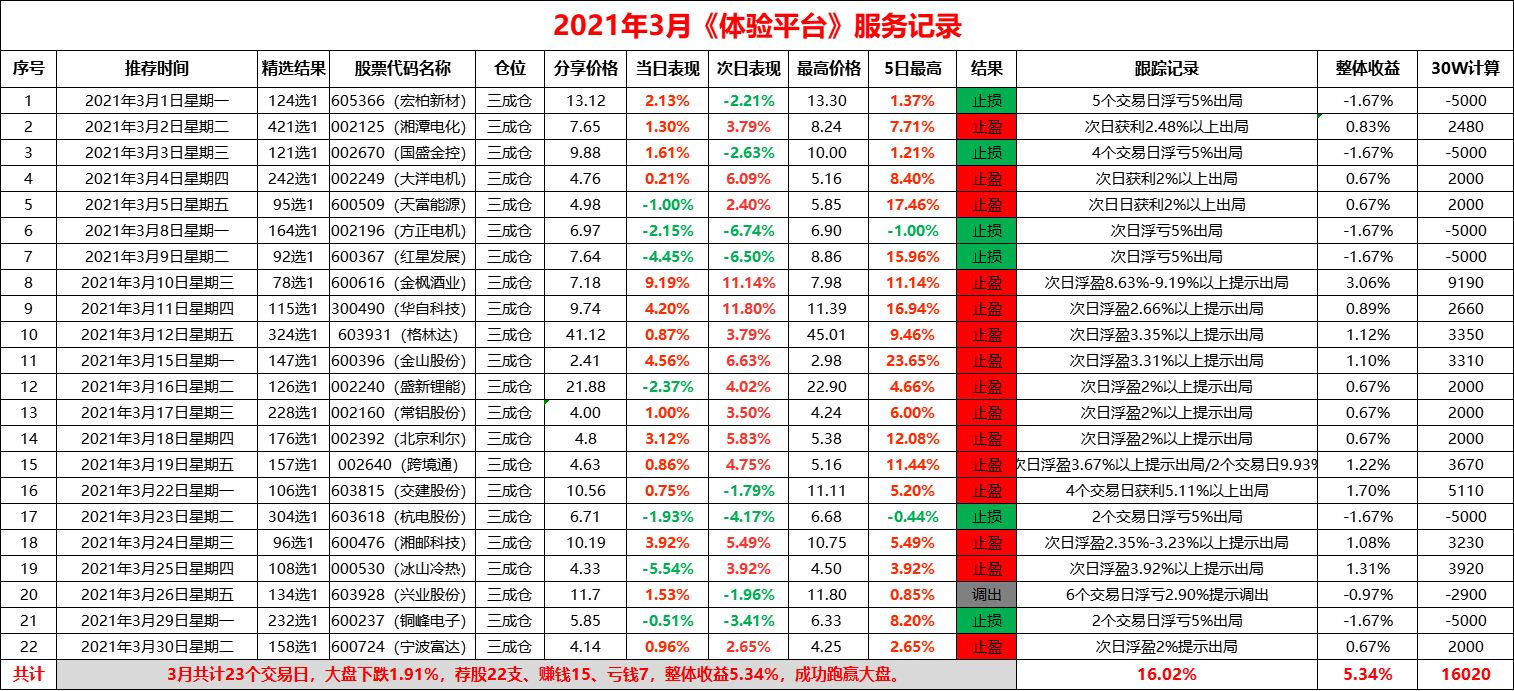 2021年3月《体验平台》服务记录
序号 推荐时间 精选结果 股票代码名称 仓位 分享价格 当日表现 次日表现 最高价格 5日最高 结果 跟踪记录 整体收益 30W计算
1 2021年3月1日星期一 124选1 605366（宏柏新材) 三成仓 13.12 2.13% -2.21% 13.30 1.37% 止损 5个交易日浮亏5%出局 -1.67% -5000
2 2021年3月2日星期二 421选1 002125（湘潭电化) 三成仓 7.65 1.30% 3.79% 8.24 7.71% 止盈 次日获利2.48%以上出局 0.83% 2480
3 2021年3月3日星期三 121选1 002670（国盛金控) 三成仓 9.88 1.61% -2.63% 10.00 1.21% 止损 4个交易日浮亏5%出局 -1.67% -5000
4 2021年3月4日星期四 242选1 002249（大洋电机) 三成仓 4.76 0.21% 6.09% 5.16 8.40% 止盈 次日获利2%以上出局 0.67% 2000
5 2021年3月5日星期五 95选1 600509（天富能源) 三成仓 4.98 -1.00% 2.40% 5.85 17.46% 止盈 次日日获利2%以上出局 0.67% 2000
6 2021年3月8日星期一 164选1 002196（方正电机) 三成仓 6.97 -2.15% -6.74% 6.90 -1.00% 止损 次日浮亏5%出局 -1.67% -5000
7 2021年3月9日星期二 92选1 600367（红星发展) 三成仓 7.64 -4.45% -6.50% 8.86 15.96% 止损 次日浮亏5%出局 -1.67% -5000
8 2021年3月10日星期三 78选1 600616（金枫酒业) 三成仓 7.18 9.19% 11.14% 7.98 11.14% 止盈 次日浮盈8.63%-9.19%以上提示出局 3.06% 9190
9 2021年3月11日星期四 115选1 300490（华自科技) 三成仓 9.74 4.20% 11.80% 11.39 16.94% 止盈 次日浮盈2.66%以上提示出局 0.89% 2660
10 2021年3月12日星期五 324选1 603931（格林达) 三成仓 41.12 0.87% 3.79% 45.01 9.46% 止盈 次日浮盈3.35%以上提示出局 1.12% 3350
11 2021年3月15日星期一 147选1 600396（金山股份) 三成仓 2.41 4.56% 6.63% 2.98 23.65% 止盈 次日浮盈3.31%以上提示出局 1.10% 3310
12 2021年3月16日星期二 126选1 002240（盛新锂能) 三成仓 21.88 -2.37% 4.02% 22.90 4.66% 止盈 次日浮盈2%以上提示出局 0.67% 2000
13 2021年3月17日星期三 228选1 002160（常铝股份) 三成仓 4.00 1.00% 3.50% 4.24 6.00% 止盈 次日浮盈2%以上提示出局 0.67% 2000
14 2021年3月18日星期四 176选1 002392（北京利尔) 三成仓 4.8 3.12% 5.83% 5.38 12.08% 止盈 次日浮盈2%以上提示出局 0.67% 2000
15 2021年3月19日星期五 157选1 002640（跨境通) 三成仓 4.63 0.86% 4.75% 5.16 11.44% 止盈 次日浮盈3.67%以上提示出局/2个交易日9.93% 1.22% 3670
16 2021年3月22日星期一 106选1 603815（交建股份) 三成仓 10.56 0.75% -1.79% 11.11 5.20% 止盈 4个交易日获利5.11%以上出局 1.70% 5110
17 2021年3月23日星期二 304选1 603618（杭电股份) 三成仓 6.71 -1.93% -4.17% 6.68 -0.44% 止损 2个交易日浮亏5%出局 -1.67% -5000
18 2021年3月24日星期三 96选1 600476（湘邮科技) 三成仓 10.19 3.92% 5.49% 10.75 5.49% 止盈 次日浮盈2.35%-3.23%以上提示出局 1.08% 3230
19 2021年3月25日星期四 108选1 000530（冰山冷热) 三成仓 4.33 -5.54% 3.92% 4.50 3.92% 止盈 次日浮盈3.92%以上提示出局 1.31% 3920
20 2021年3月26日星期五 134选1 603928（兴业股份) 三成仓 11.7 1.53% -1.96% 11.80 0.85% 调出 6个交易日浮亏2.90%提示调出 -0.97% -2900
21 2021年3月29日星期一 232选1 600237（铜峰电子) 三成仓 5.85 -0.51% -3.41% 6.33 8.20% 止损 2个交易日浮亏5%出局 -1.67% -5000
22 2021年3月30日星期二 158选1 600724（宁波富达) 三成仓 4.14 0.96% 2.65% 4.25 2.65% 止盈 次日浮盈2%提示出局 0.67% 2000
共计 3月共计23个交易日，大盘下跌1.91%，荐股22支、赚钱15、亏钱7，整体收益5.34%，成功跑赢大盘。 16.02% 5.34% 16020